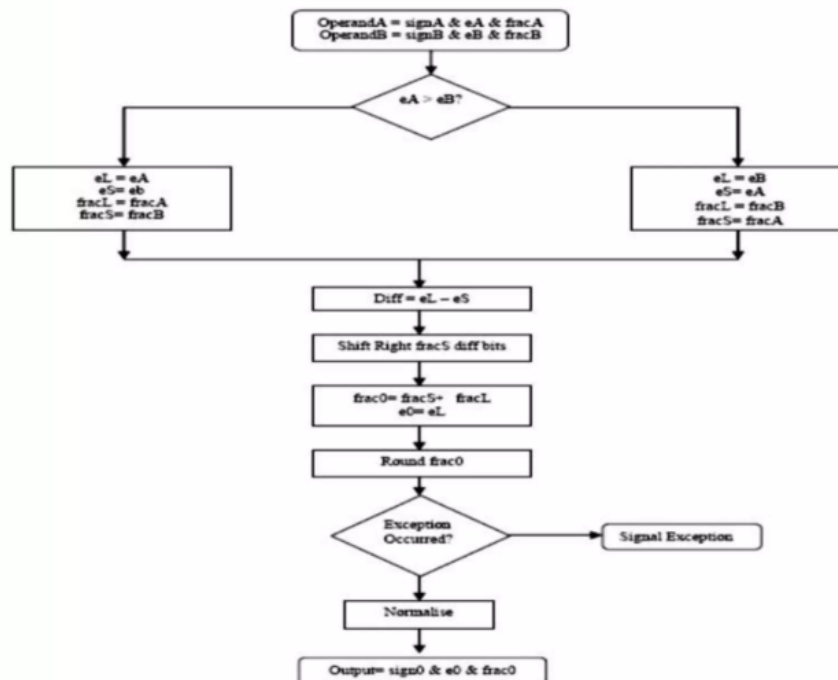 OperandA = signA & eA & fracA
OperandB = signB & eB & fracB
eA > eB?
eL = eA
eS= eb
fracL = fracA
fracS= fracB
eL = eB
eS= eA
fracL = fracB
fracS= fracA
Diff = eL – eS
Shift Right fracS diff bits
frac0= fracS+ fracL
e0= eL
Round frac0
Exception
Occurred?
Signal Exception
Normalise
Output= sign0 & e0 & frac0